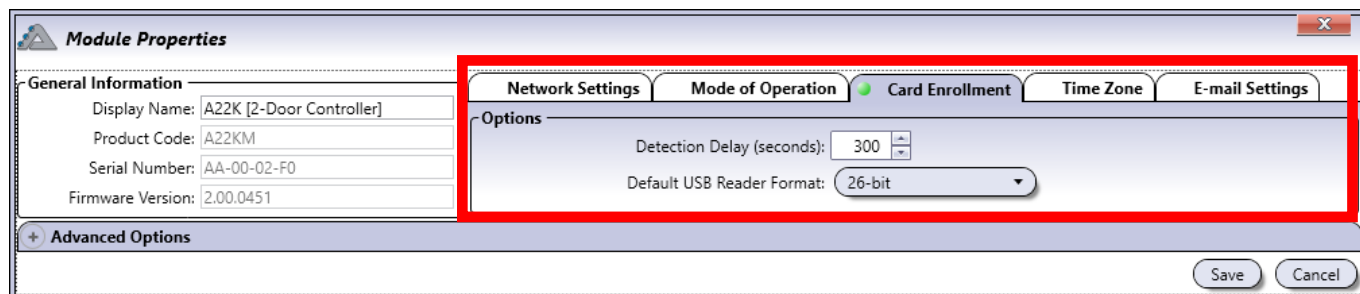 Module Properties
X
General Information
Display Name: A22K [2-Door Controller]
Product Code: A22KM
Serial Number: AA-00-02-F0
Firmware Version: 2.00.0451
Network Settings Mode of Operation Card Enrollment Time Zone E-mail Settings
Options
Detection Delay (seconds): 300
Default USB Reader Format: 26-bit
+ Advanced Options
Save Cancel